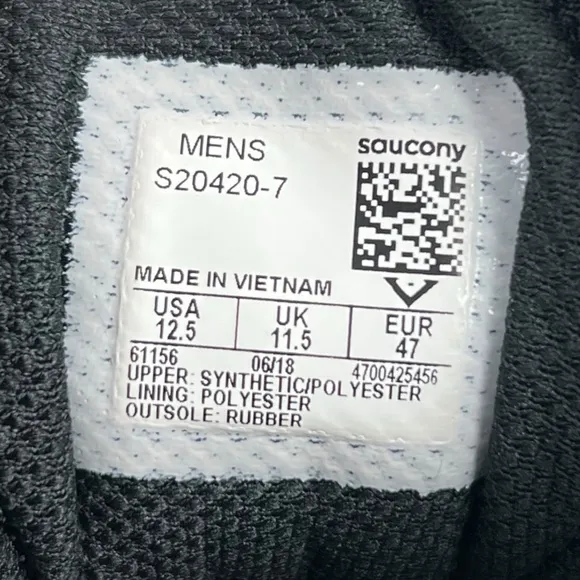 MENS
saucony
S20420-7
MADE IN VIETNAM
USA UK EUR
12.5 11.5 47
61156 06/18 4700425456
UPPER: SYNTHETIC/POLYESTER
LINING: POLYESTER
OUTSOLE: RUBBER